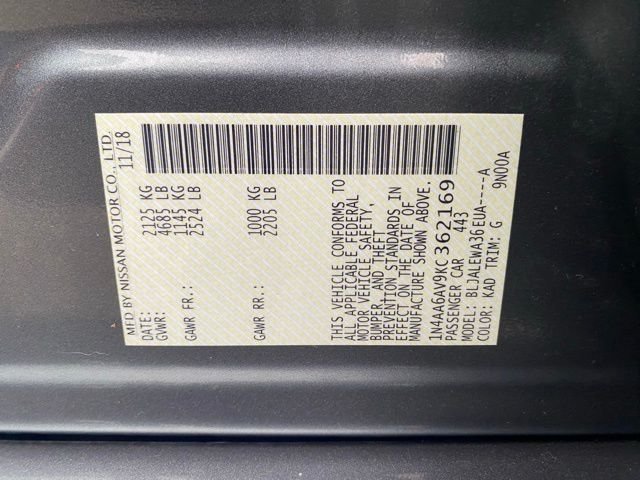 MFD BY NISSAN MOTOR CO., LTD.
DATE: 11/18
GVWR: 2125 KG
4685 LB
GAWR FR: 1145 KG
2524 LB
GAWR RR: 1000 KG
2205 LB
THIS VEHICLE CONFORMS TO
ALL APPLICABLE FEDERAL
MOTOR VEHICLE SAFETY,
BUMPER, AND THEFT
PREVENTION STANDARDS IN
EFFECT ON THE DATE OF
MANUFACTURE SHOWN ABOVE.
1N4AA6AV9KC362169
PASSENGER CAR 443
MODEL: BLJALEWA36EUA----A
COLOR: KAD TRIM: G 9N00A